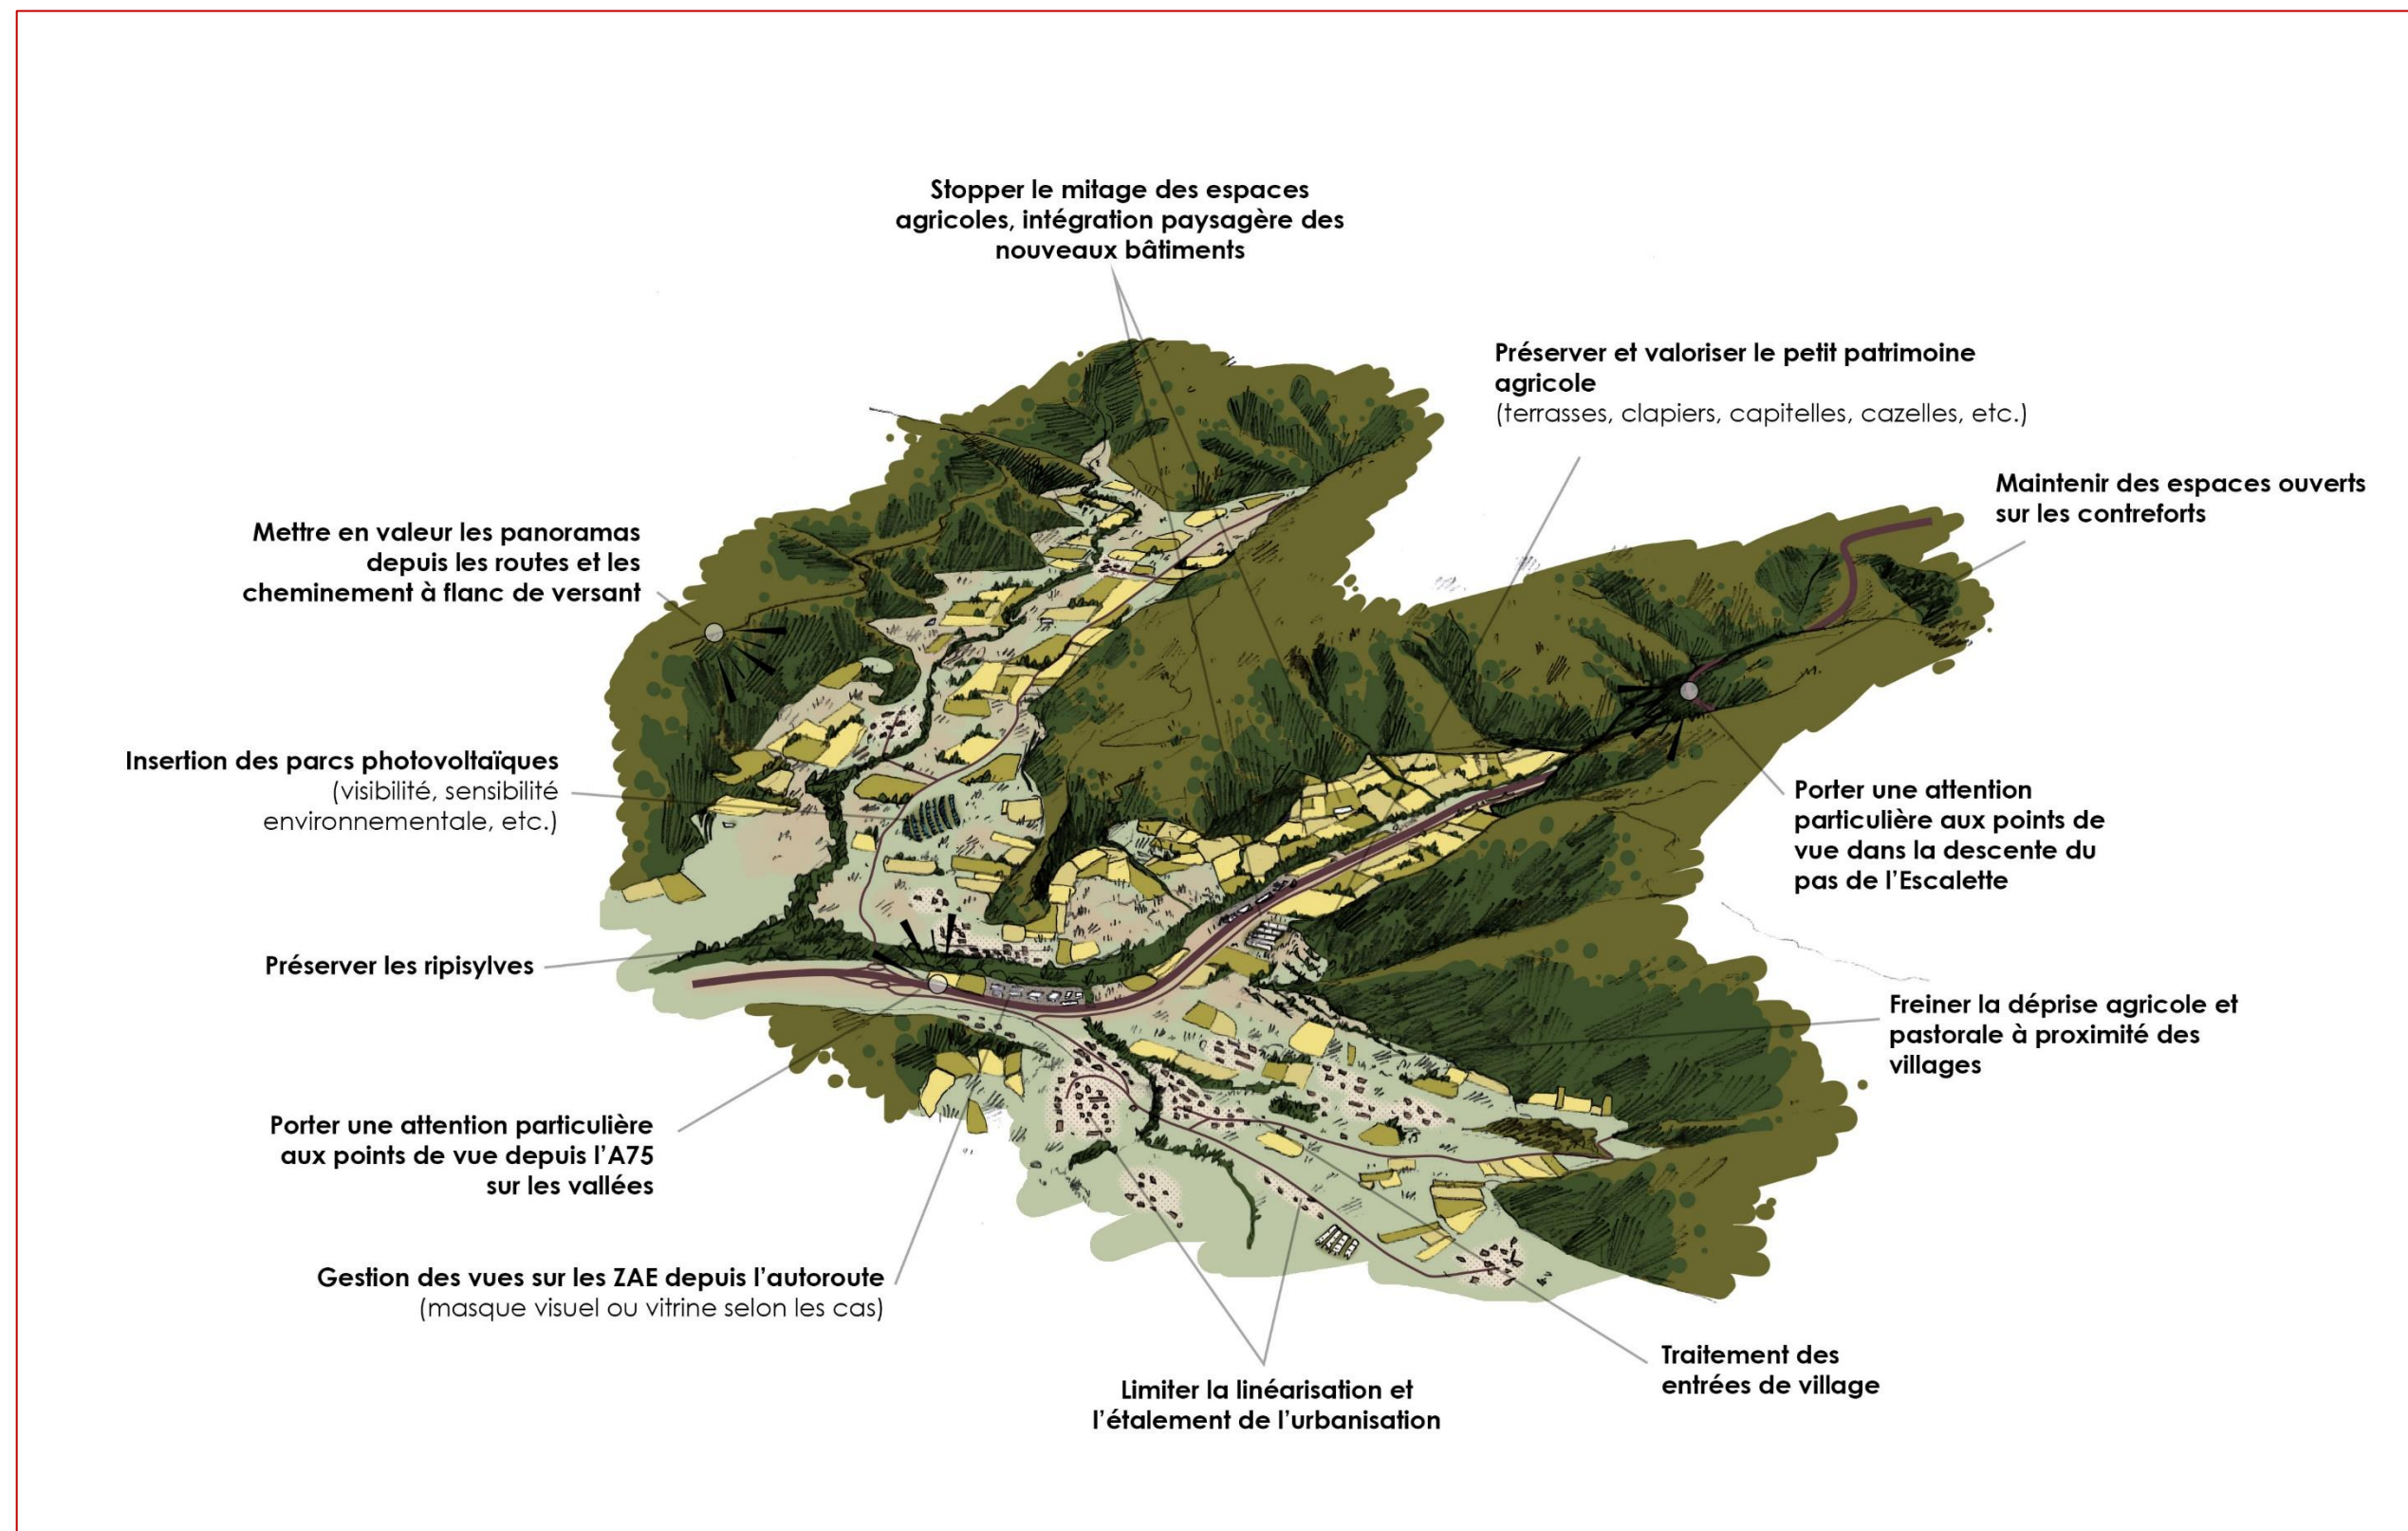 Stopper le mitage des espaces
agricoles, intégration paysagère des
nouveaux bâtiments
Préserver et valoriser le petit patrimoine
agricole
(terrasses, clapiers, capitelles, cazelles, etc.)
Maintenir des espaces ouverts
sur les contreforts
Mettre en valeur les panoramas
depuis les routes et les
cheminement à flanc de versant
Insertion des parcs photovoltaïques
(visibilité, sensibilité
environnementale, etc.)
Porter une attention
particulière aux points de
vue dans la descente du
pas de l'Escalette
Préserver les ripisylves
Freiner la déprise agricole et
pastorale à proximité des
villages
Porter une attention particulière
aux points de vue depuis l'A75
sur les vallées
Gestion des vues sur les ZAE depuis l'autoroute
(masque visuel ou vitrine selon les cas)
Traitement des
entrées de village
Limiter la linéarisation et
l'étalement de l'urbanisation